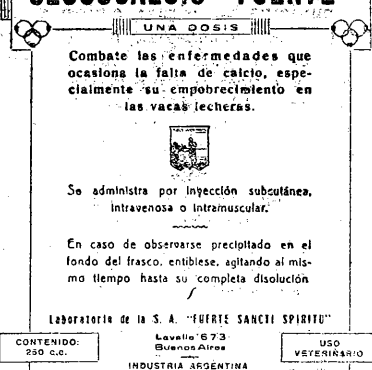 FUERTE
UNA DOSIS
Combate las enfermedades que
ocasiona la falta de calcio, espe-
cialmente su empobrecimiento en
las vacas lecheras.
Se administra por inyección subcutánea,
intravenosa o intramuscular.
En caso de observarse precipitado en el
fondo del frasco, entibiese, agitando al mis-
mo tiempo hasta su completa disolución
Laboratorio de la S. A. "FUERTE SANCTI SPIRITU"
Lavalle 673
Buenos Aires
CONTENIDO:
250 c.c.
USO
VETERINARIO
INDUSTRIA ARGENTINA